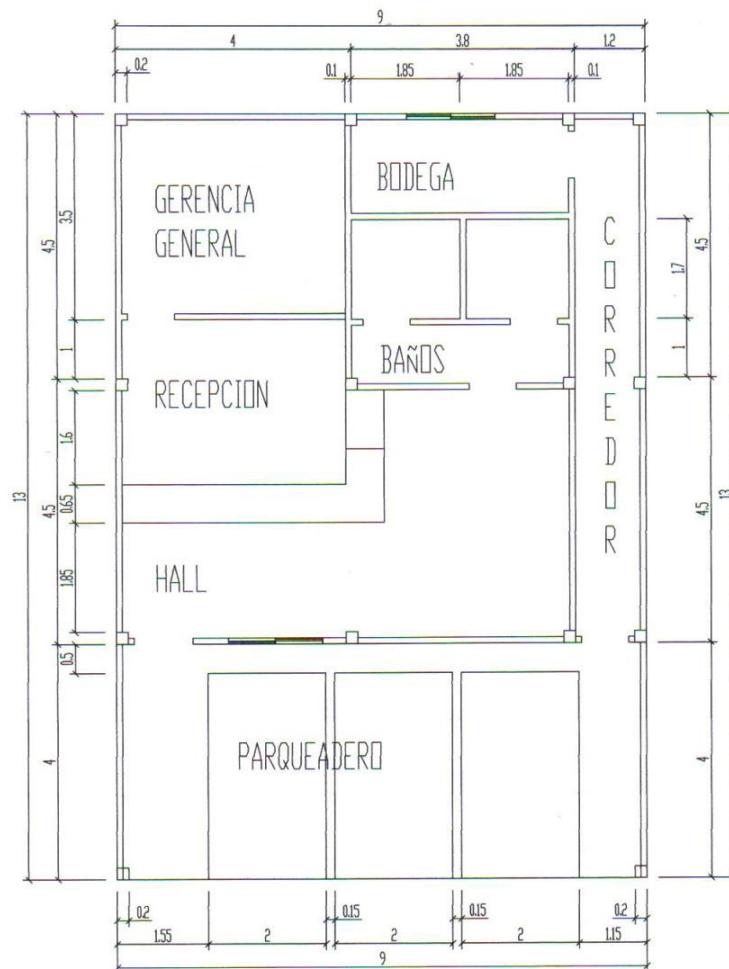 9
4 3.8 1.2
0.2 0.1 1.85 1.85 0.1
BODEGA
GERENCIA
GENERAL
3.5
4.5
C
O
R
R
E
D
O
R
1.7
4.5
1
BAÑOS
1
RECEPCION
1.6
13
4.5
0.65
4.5
13
1.85
HALL
0.5
PARQUEADERO
4
4
0.2 0.15 0.15 0.2
1.55 2 2 2 1.15
9